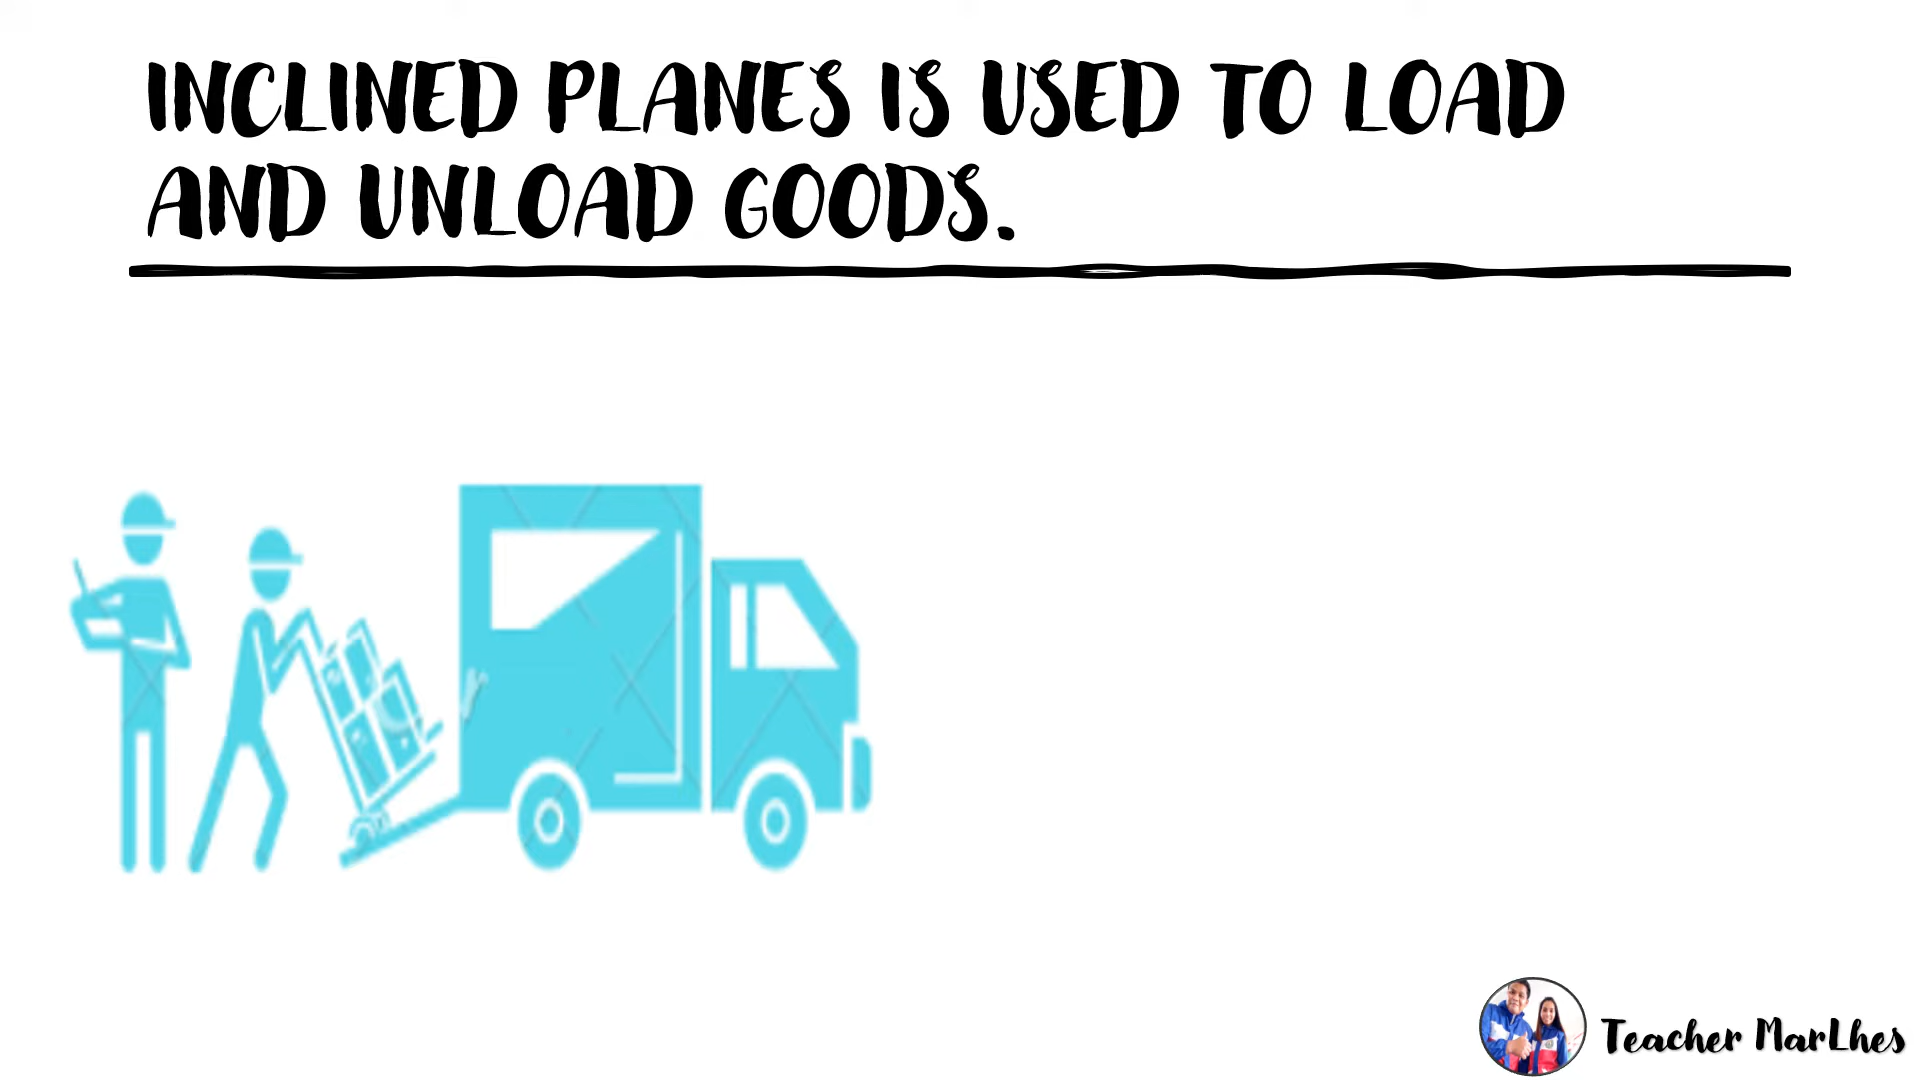 INCLINED PLANES IS USED TO LOAD
AND UNLOAD GOODS.
Teacher MarLhes